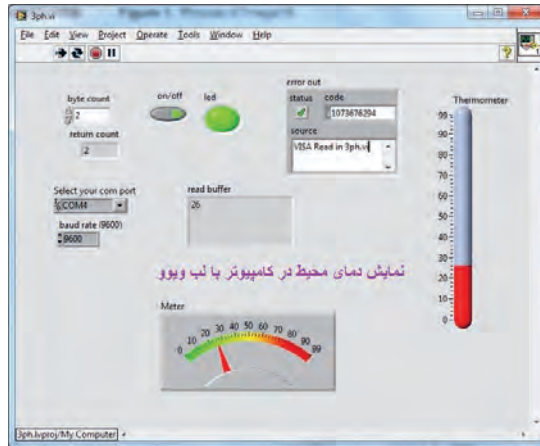 3ph.vi
File Edit View Project Operate Tools Window Help
byte count
2
return count
2
on/off
led
error out
status code
1073676294
source
VISA Read in 3ph.vi
Thermometer
99
90
80
70
60
50
40
30
20
10
0
Select your com port
COM4
baud rate (9600)
9600
read buffer
26
نمایش دمای محیط در کامپیوتر با لب ویوو
Meter
0 10 20 30 40 50 60 70 80 90 99
3ph.lvproj/My Computer